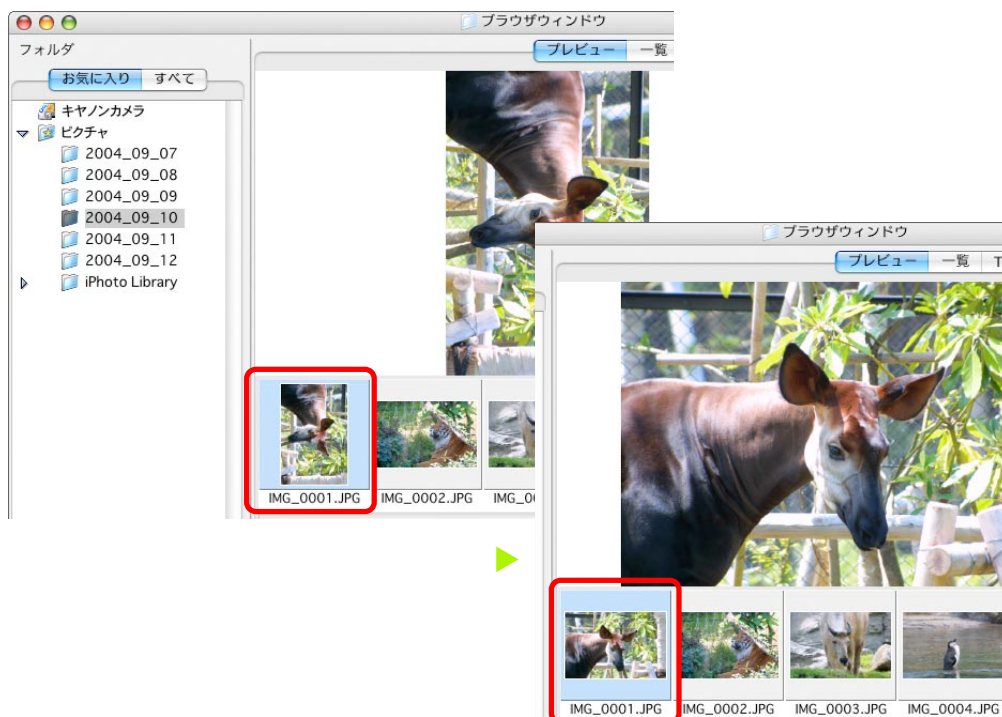 ブラウザウィンドウ
フォルダ
プレビュー 一覧
お気に入り すべて
キヤノンカメラ
ピクチャ
2004_09_07
2004_09_08
2004_09_09
2004_09_10
2004_09_11
2004_09_12
iPhoto Library
IMG_0001.JPG IMG_0002.JPG
ブラウザウィンドウ
プレビュー 一覧
IMG_0001.JPG IMG_0002.JPG IMG_0003.JPG IMG_0004.JPG